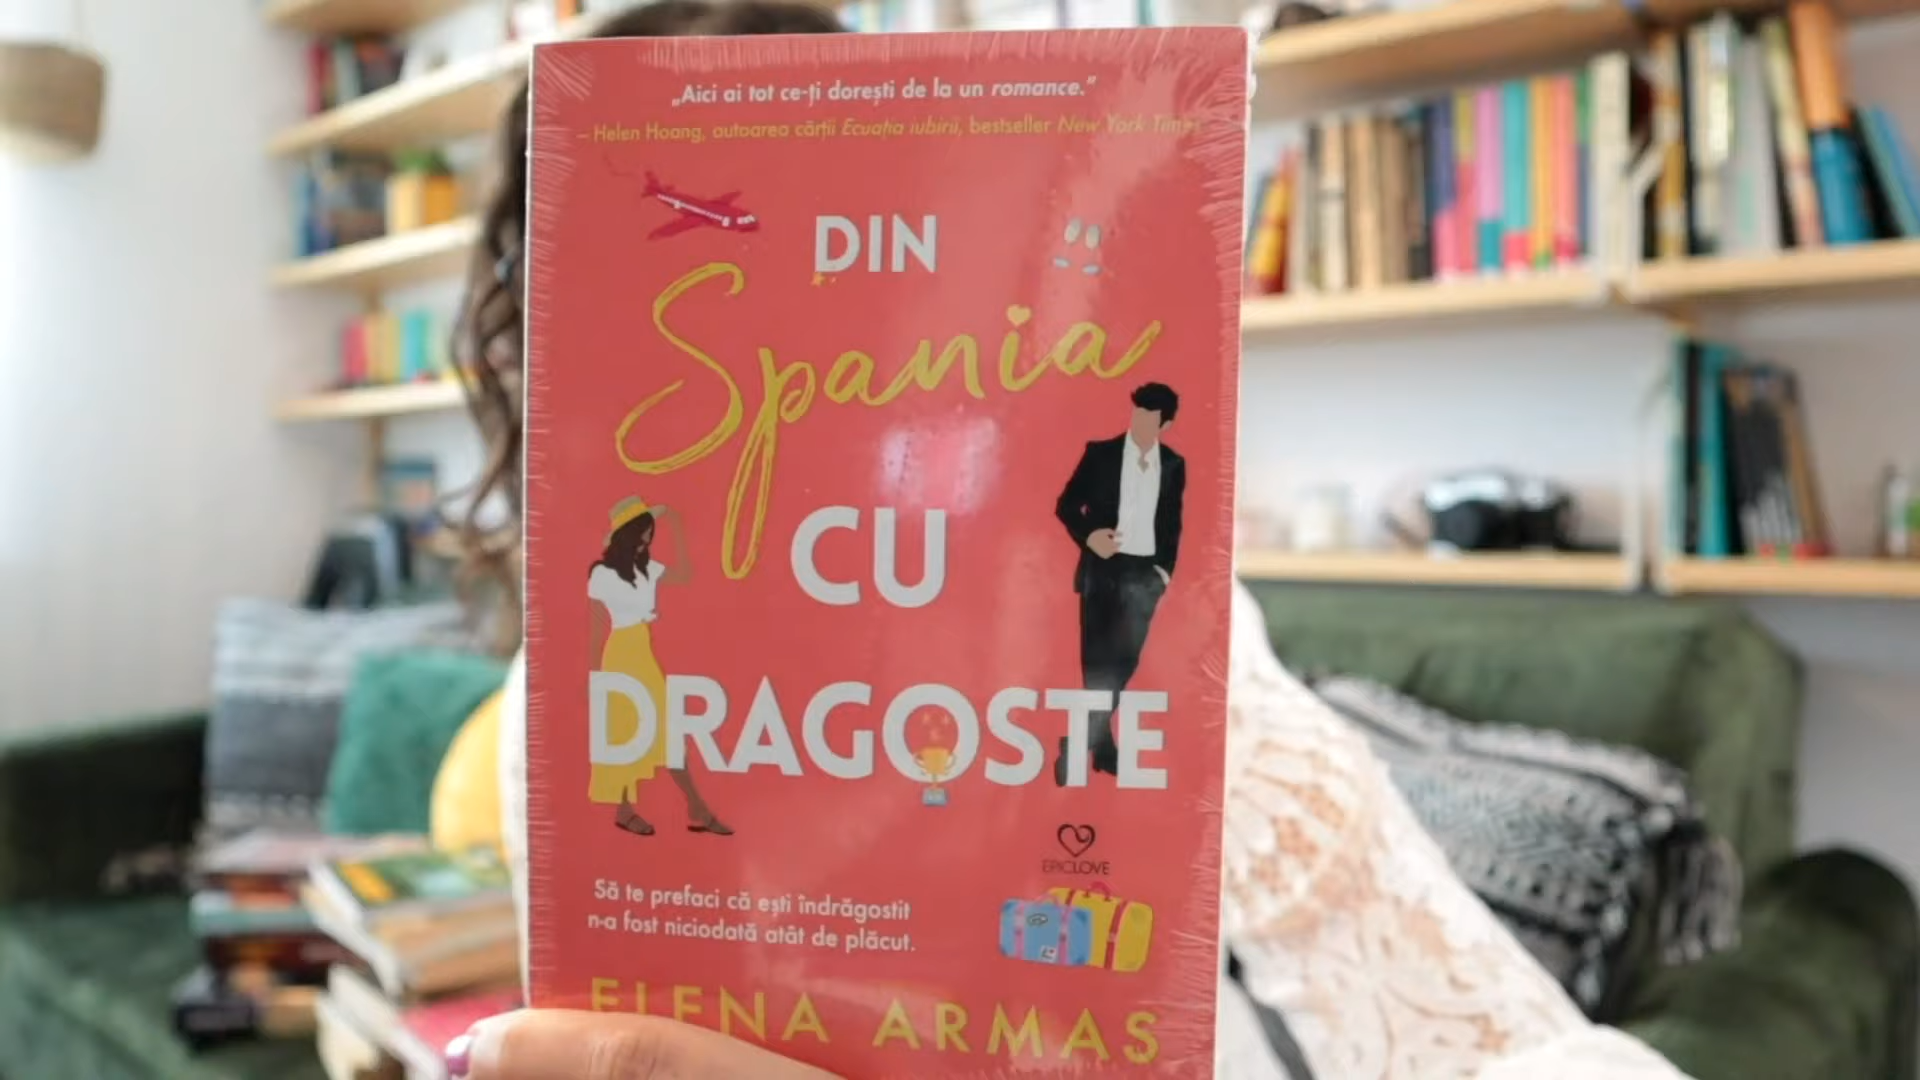 „Aici ai tot ce-ți dorești de la un romance.”
– Helen Hoang, autoarea cărții Ecuația iubirii, bestseller New York Times
DIN
Spania
CU
DRAGOSTE
EPICLOVE
Să te prefaci că ești îndrăgostit
n-a fost niciodată atât de plăcut.
ELENA ARMAS